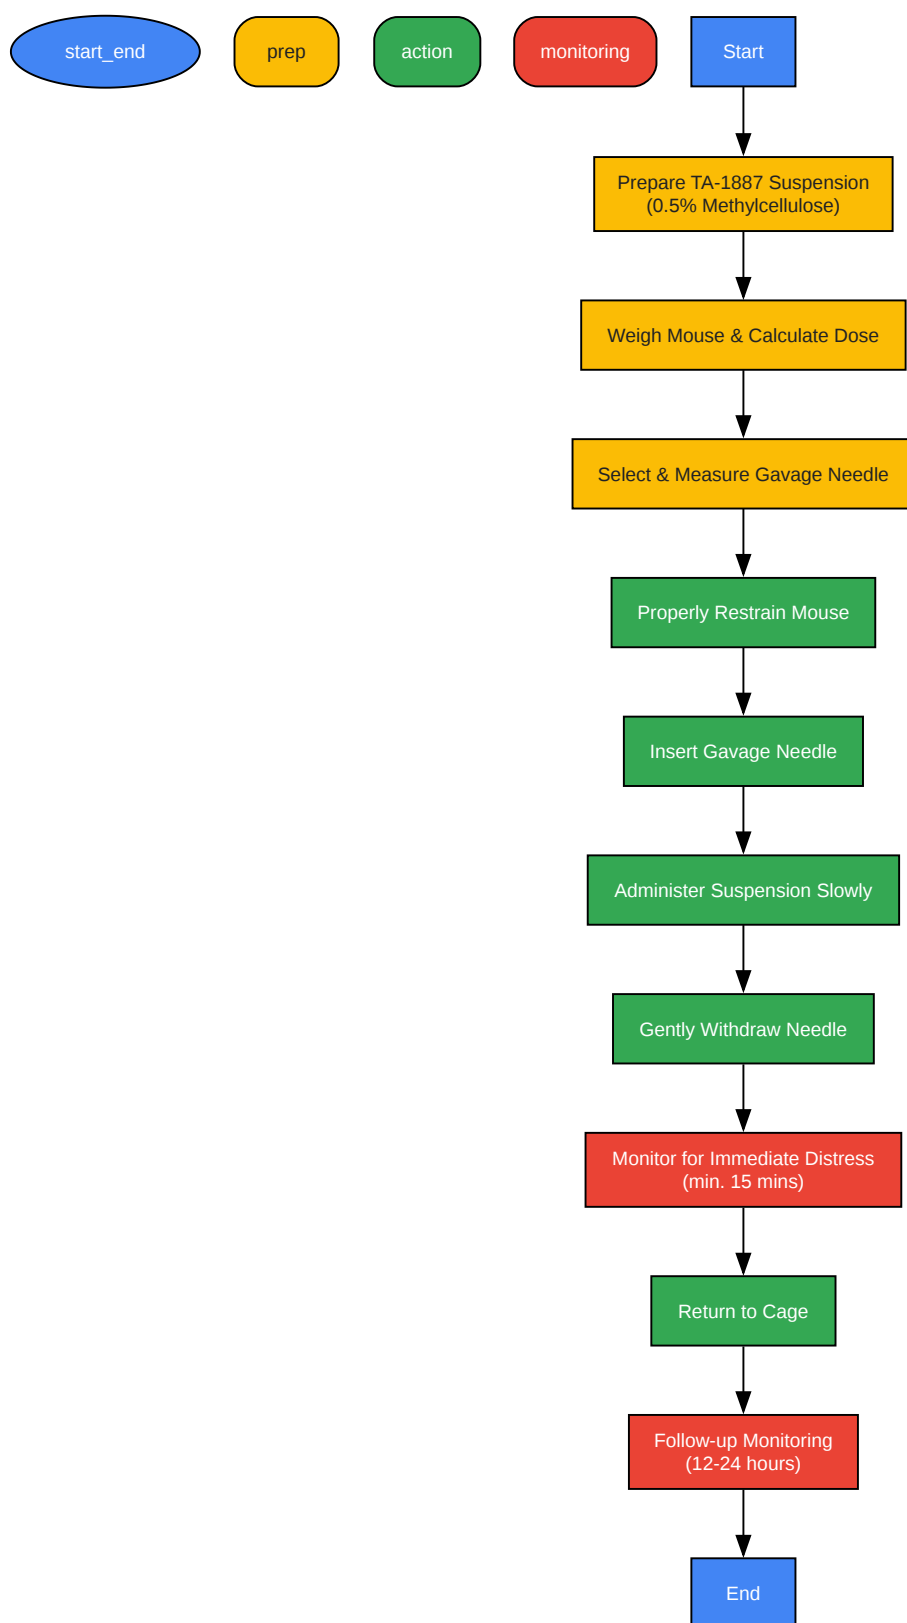 start_end
prep
action
monitoring
Start
Prepare TA-1887 Suspension
(0.5% Methylcellulose)
Weigh Mouse & Calculate Dose
Select & Measure Gavage Needle
Properly Restrain Mouse
Insert Gavage Needle
Administer Suspension Slowly
Gently Withdraw Needle
Monitor for Immediate Distress
(min. 15 mins)
Return to Cage
Follow-up Monitoring
(12-24 hours)
End